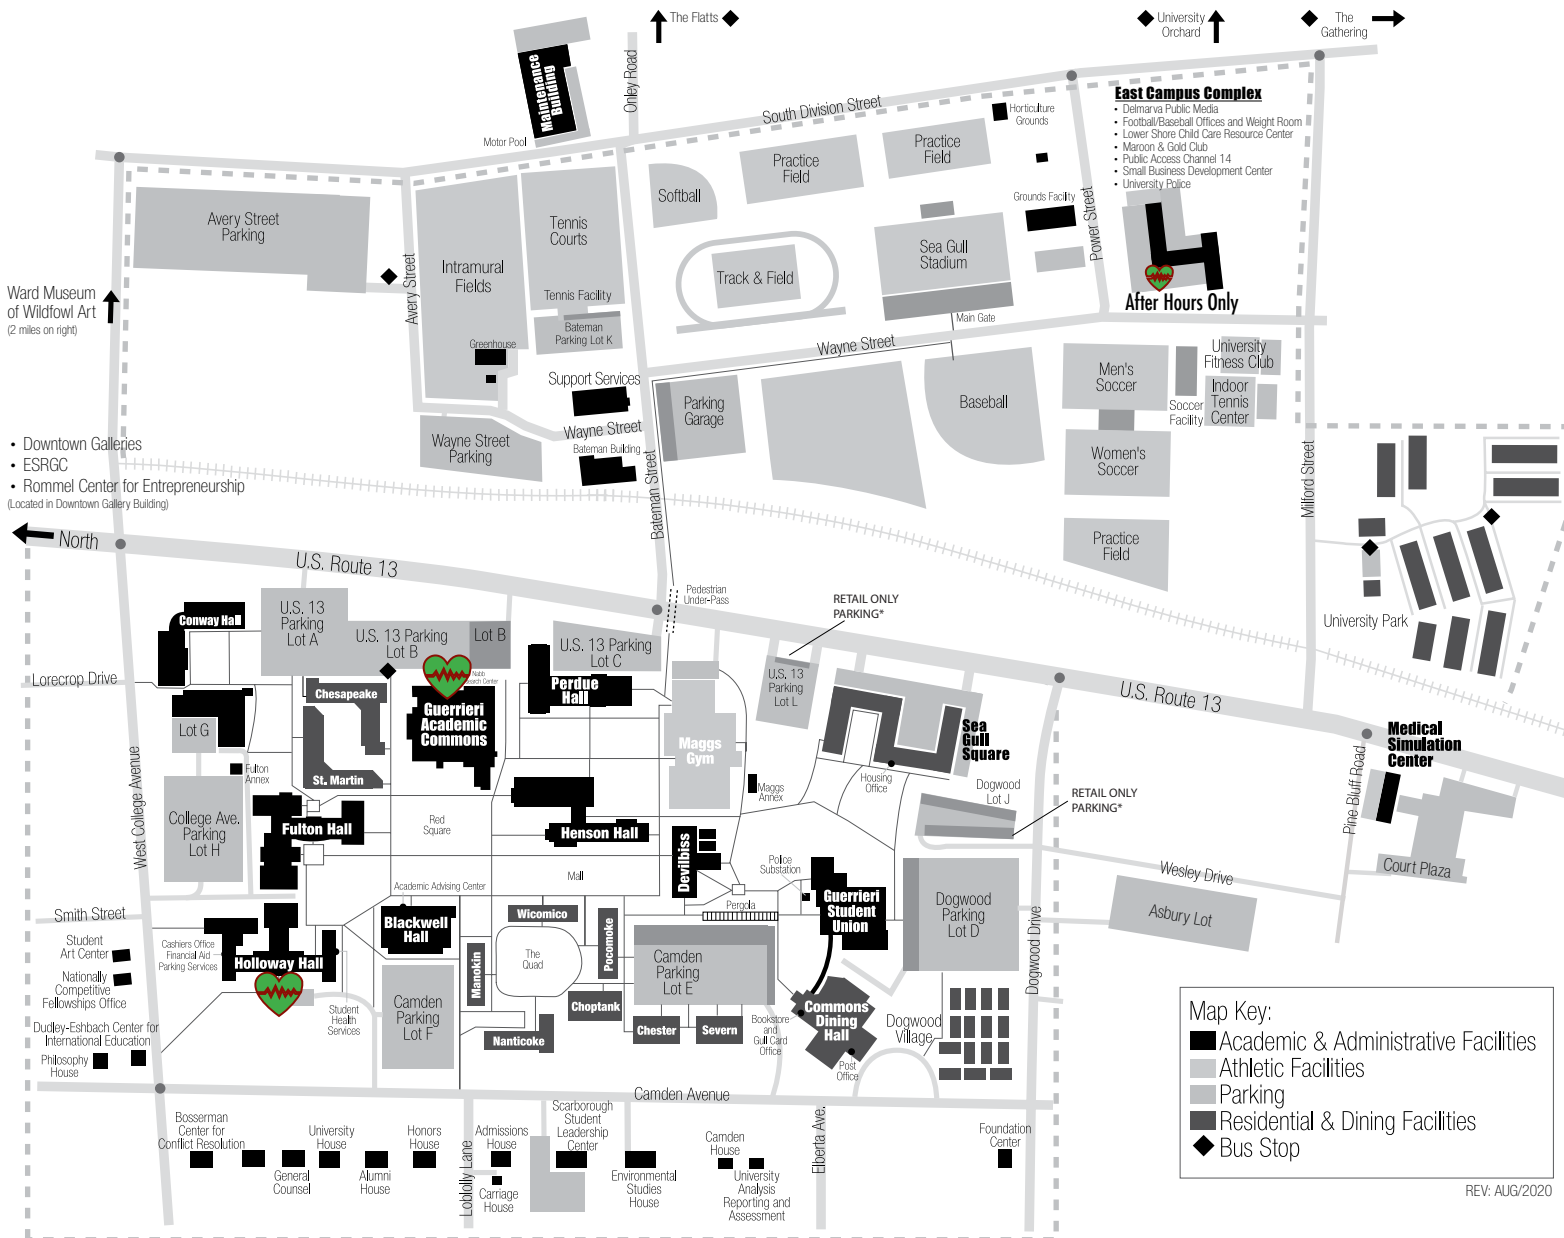 The Flatts
University
Orchard
The
Gathering
Maintenance
Building
Motor Pool
Onley Road
South Division Street
East Campus Complex
• Delmarva Public Media
• Football/Baseball Offices and Weight Room
• Lower Shore Child Care Resource Center
• Maroon & Gold Club
• Public Access Channel 14
• Small Business Development Center
• University Police
After Hours Only
Horticulture
Grounds
Practice
Field
Practice
Field
Softball
Grounds Facility
Power Street
Avery Street
Parking
Avery Street
Intramural
Fields
Tennis
Courts
Tennis Facility
Bateman
Parking Lot K
Greenhouse
Track & Field
Sea Gull
Stadium
Main Gate
Wayne Street
Ward Museum
of Wildfowl Art
(2 miles on right)
Support Services
Wayne Street
Bateman Building
Wayne Street
Parking
Bateman Street
Parking
Garage
Baseball
Men's
Soccer
Soccer
Facility
University
Fitness Club
Indoor
Tennis
Center
Women's
Soccer
Practice
Field
Milford Street
University Park
• Downtown Galleries
• ESRGC
• Rommel Center for Entrepreneurship
(Located in Downtown Gallery Building)
North
U.S. Route 13
Pedestrian
Under-Pass
RETAIL ONLY
PARKING*
Conway Hall
U.S. 13
Parking
Lot A
U.S. 13 Parking
Lot B
Lot B
U.S. 13 Parking
Lot C
U.S. 13
Parking
Lot L
U.S. Route 13
Lorecrop Drive
Chesapeake
Guerrieri
Academic
Commons
Perdue
Hall
Maggs
Gym
Sea
Gull
Square
Housing
Office
Medical
Simulation
Center
Pine Bluff Road
Court Plaza
Lot G
Fulton
Annex
St. Martin
Maggs
Annex
Dogwood
Lot J
RETAIL ONLY
PARKING*
West College Avenue
College Ave.
Parking
Lot H
Fulton Hall
Red
Square
Henson Hall
Mall
Devilbiss
Police
Substation
Pergola
Guerrieri
Student
Union
Dogwood
Parking
Lot D
Dogwood Drive
Wesley Drive
Asbury Lot
Smith Street
Student
Art Center
Nationally
Competitive
Fellowships Office
Dudley-Eshbach Center for
International Education
Philosophy
House
Cashiers Office
Financial Aid
Parking Services
Holloway Hall
Student
Health
Services
Academic Advising Center
Blackwell
Hall
Camden
Parking
Lot F
Wicomico
Manokin
The
Quad
Pocomoke
Choptank
Nanticoke
Camden
Parking
Lot E
Chester
Severn
Bookstore
and
Gull Card
Office
Commons
Dining
Hall
Post
Office
Dogwood
Village
Camden Avenue
Bosserman
Center for
Conflict Resolution
General
Counsel
University
House
Alumni
House
Honors
House
Loblolly Lane
Admissions
House
Carriage
House
Scarborough
Student
Leadership
Center
Environmental
Studies
House
Camden
House
University
Analysis
Reporting and
Assessment
Elberta Ave.
Foundation
Center
Map Key:
Academic & Administrative Facilities
Athletic Facilities
Parking
Residential & Dining Facilities
Bus Stop
REV: AUG/2020